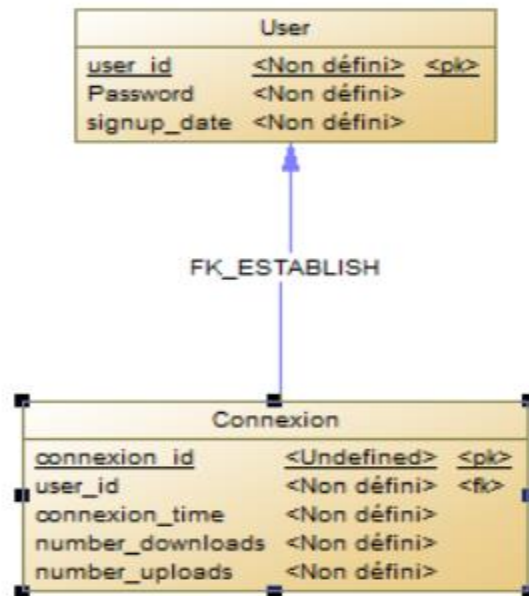 User
user_id <Non défini> <pk>
Password <Non défini>
signup_date <Non défini>
FK_ESTABLISH
Connexion
connexion_id <Undefined> <pk>
user_id <Non défini> <fk>
connexion_time <Non défini>
number_downloads <Non défini>
number_uploads <Non défini>